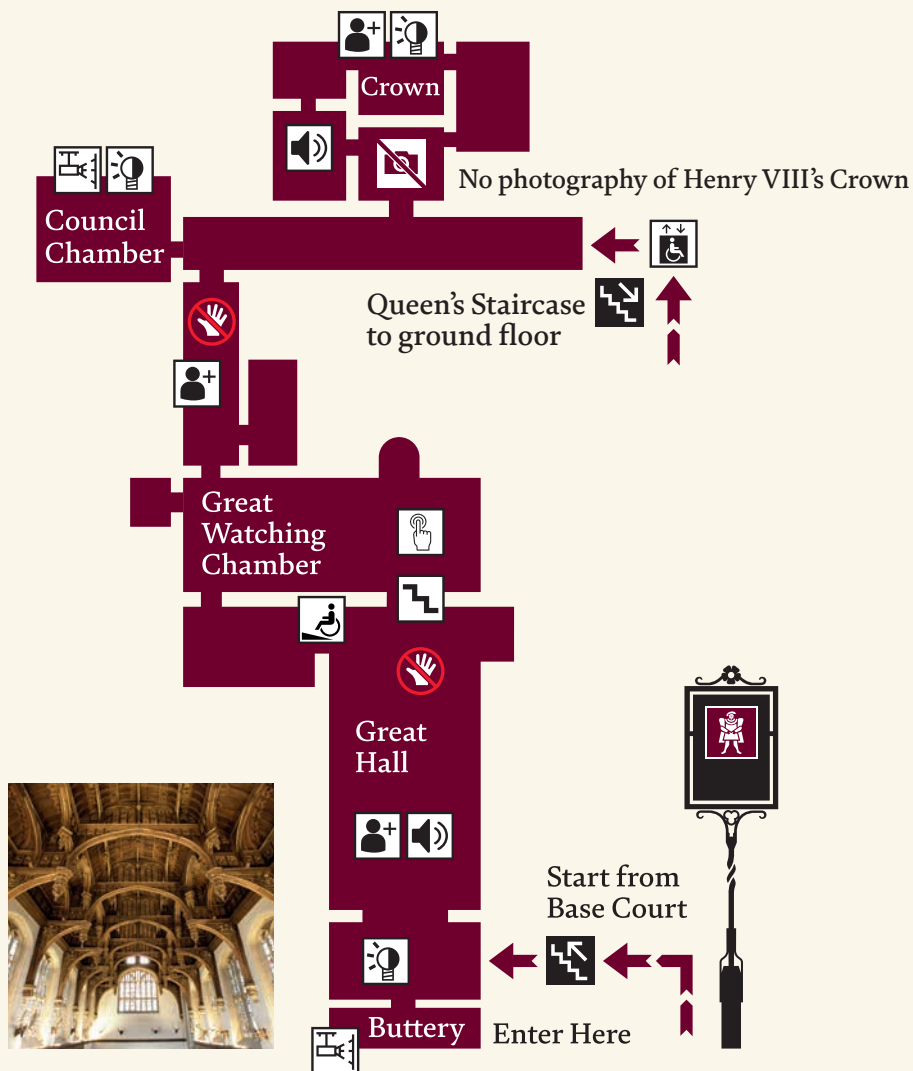 Crown
No photography of Henry VIII's Crown
Council
Chamber
Queen's Staircase
to ground floor
Great
Watching
Chamber
Great
Hall
Start from
Base Court
Buttery
Enter Here